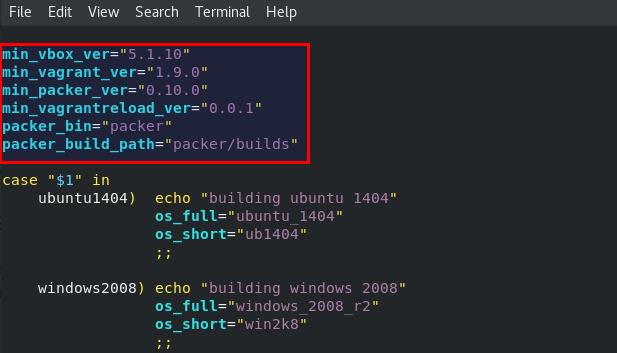 File Edit View Search Terminal Help
min_vbox_ver="5.1.10"
min_vagrant_ver="1.9.0"
min_packer_ver="0.10.0"
min_vagrantreload_ver="0.0.1"
packer_bin="packer"
packer_build_path="packer/builds"
case "$1" in
    ubuntu1404)  echo "building ubuntu 1404"
                 os_full="ubuntu_1404"
                 os_short="ub1404"
                 ;;
    windows2008) echo "building windows 2008"
                 os_full="windows_2008_r2"
                 os_short="win2k8"
                 ;;